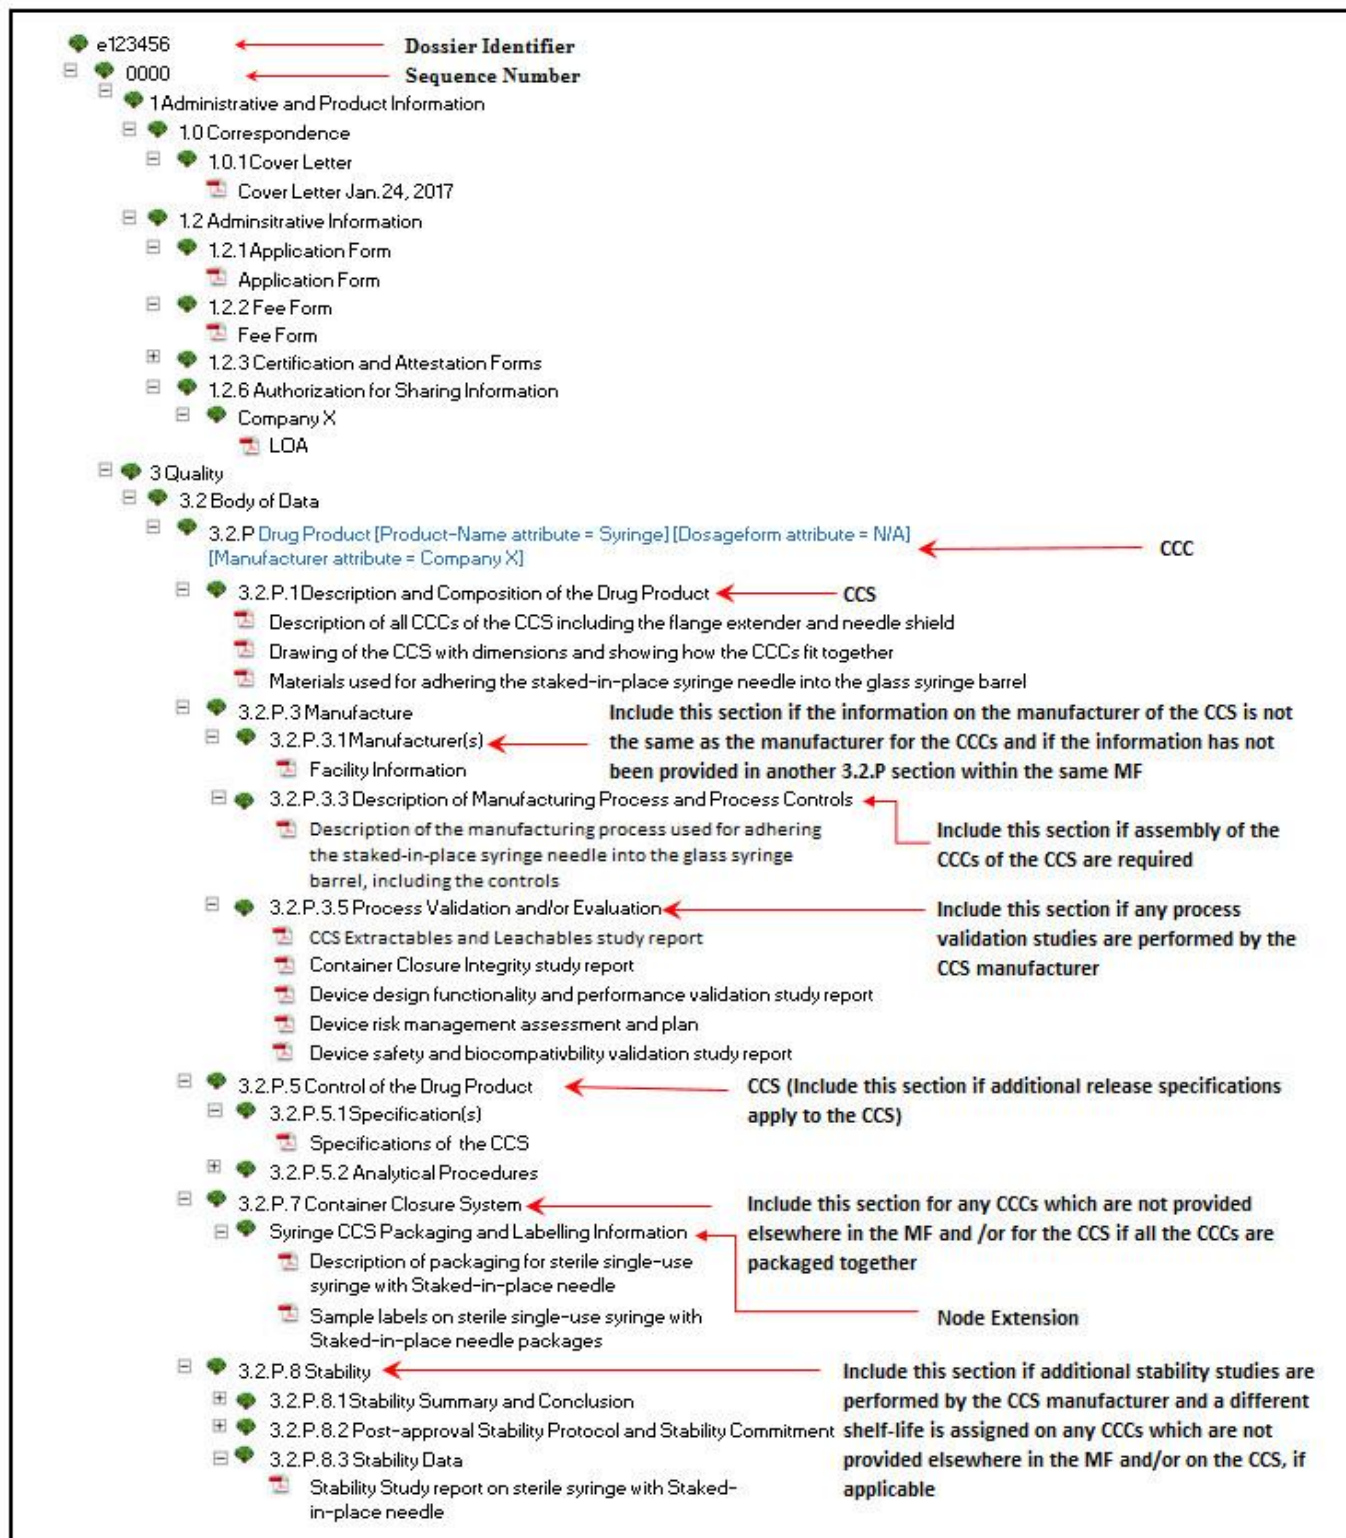 e123456 Dossier Identifier
0000 Sequence Number
1 Administrative and Product Information
1.0 Correspondence
1.0.1 Cover Letter
Cover Letter Jan. 24, 2017
1.2 Adminsitrative Information
1.2.1 Application Form
Application Form
1.2.2 Fee Form
Fee Form
1.2.3 Certification and Attestation Forms
1.2.6 Authorization for Sharing Information
Company X
LOA
3 Quality
3.2 Body of Data
3.2.P Drug Product [Product-Name attribute = Syringe] [Dosageform attribute = N/A]
[Manufacturer attribute = Company X]
CCC
3.2.P.1 Description and Composition of the Drug Product CCS
Description of all CCCs of the CCS including the flange extender and needle shield
Drawing of the CCS with dimensions and showing how the CCCs fit together
Materials used for adhering the staked-in-place syringe needle into the glass syringe barrel
3.2.P.3 Manufacture
3.2.P.3.1 Manufacturer(s)
Facility Information
Include this section if the information on the manufacturer of the CCS is not
the same as the manufacturer for the CCCs and if the information has not
been provided in another 3.2.P section within the same MF
3.2.P.3.3 Description of Manufacturing Process and Process Controls
Description of the manufacturing process used for adhering
the staked-in-place syringe needle into the glass syringe
barrel, including the controls
Include this section if assembly of the
CCCs of the CCS are required
3.2.P.3.5 Process Validation and/or Evaluation
CCS Extractables and Leachables study report
Container Closure Integrity study report
Device design functionality and performance validation study report
Device risk management assessment and plan
Device safety and biocompativbility validation study report
Include this section if any process
validation studies are performed by the
CCS manufacturer
3.2.P.5 Control of the Drug Product
3.2.P.5.1 Specification(s)
Specifications of the CCS
3.2.P.5.2 Analytical Procedures
CCS (Include this section if additional release specifications
apply to the CCS)
3.2.P.7 Container Closure System
Syringe CCS Packaging and Labelling Information
Description of packaging for sterile single-use
syringe with Staked-in-place needle
Sample labels on sterile single-use syringe with
Staked-in-place needle packages
Include this section for any CCCs which are not provided
elsewhere in the MF and /or for the CCS if all the CCCs are
packaged together
Node Extension
3.2.P.8 Stability
3.2.P.8.1 Stability Summary and Conclusion
3.2.P.8.2 Post-approval Stability Protocol and Stability Commitment
3.2.P.8.3 Stability Data
Stability Study report on sterile syringe with Staked-
in-place needle
Include this section if additional stability studies are
performed by the CCS manufacturer and a different
shelf-life is assigned on any CCCs which are not
provided elsewhere in the MF and/or on the CCS, if
applicable